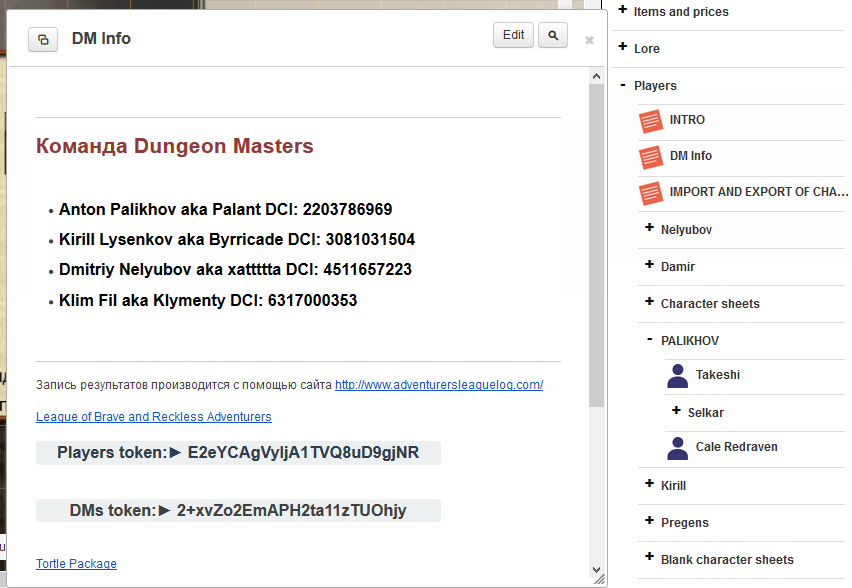 DM Info
Edit
Команда Dungeon Masters
Anton Palikhov aka Palant DCI: 2203786969
Kirill Lysenkov aka Byrricade DCI: 3081031504
Dmitriy Nelyubov aka xattttta DCI: 4511657223
Klim Fil aka Klymenty DCI: 6317000353
Запись результатов производится с помощью сайта http://www.adventurersleaguelog.com/
League of Brave and Reckless Adventurers
Players token:► E2eYCAgVyIjA1TVQ8uD9gjNR
DMs token:► 2+xvZo2EmAPH2ta11zTUOhjy
Tortle Package
+ Items and prices
+ Lore
- Players
INTRO
DM Info
IMPORT AND EXPORT OF CHA...
+ Nelyubov
+ Damir
+ Character sheets
- PALIKHOV
Takeshi
+ Selkar
Cale Redraven
+ Kirill
+ Pregens
+ Blank character sheets